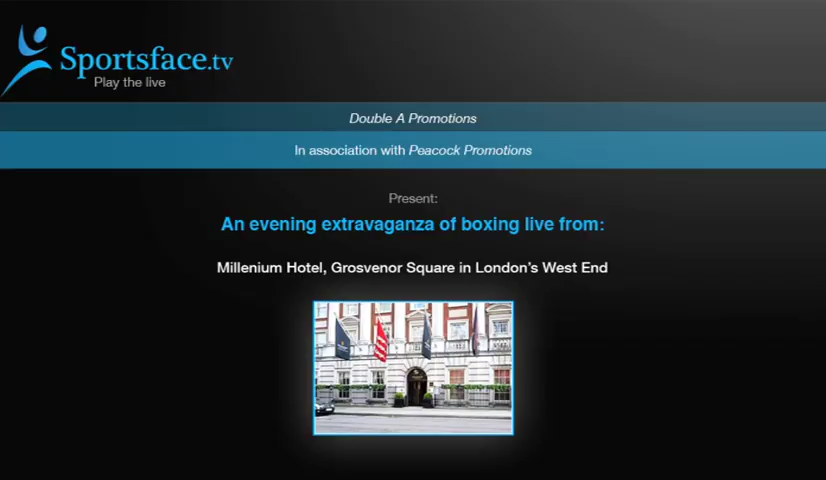 Sportsface.tv
Play the live
Double A Promotions
In association with Peacock Promotions
Present:
An evening extravaganza of boxing live from:
Millenium Hotel, Grosvenor Square in London's West End